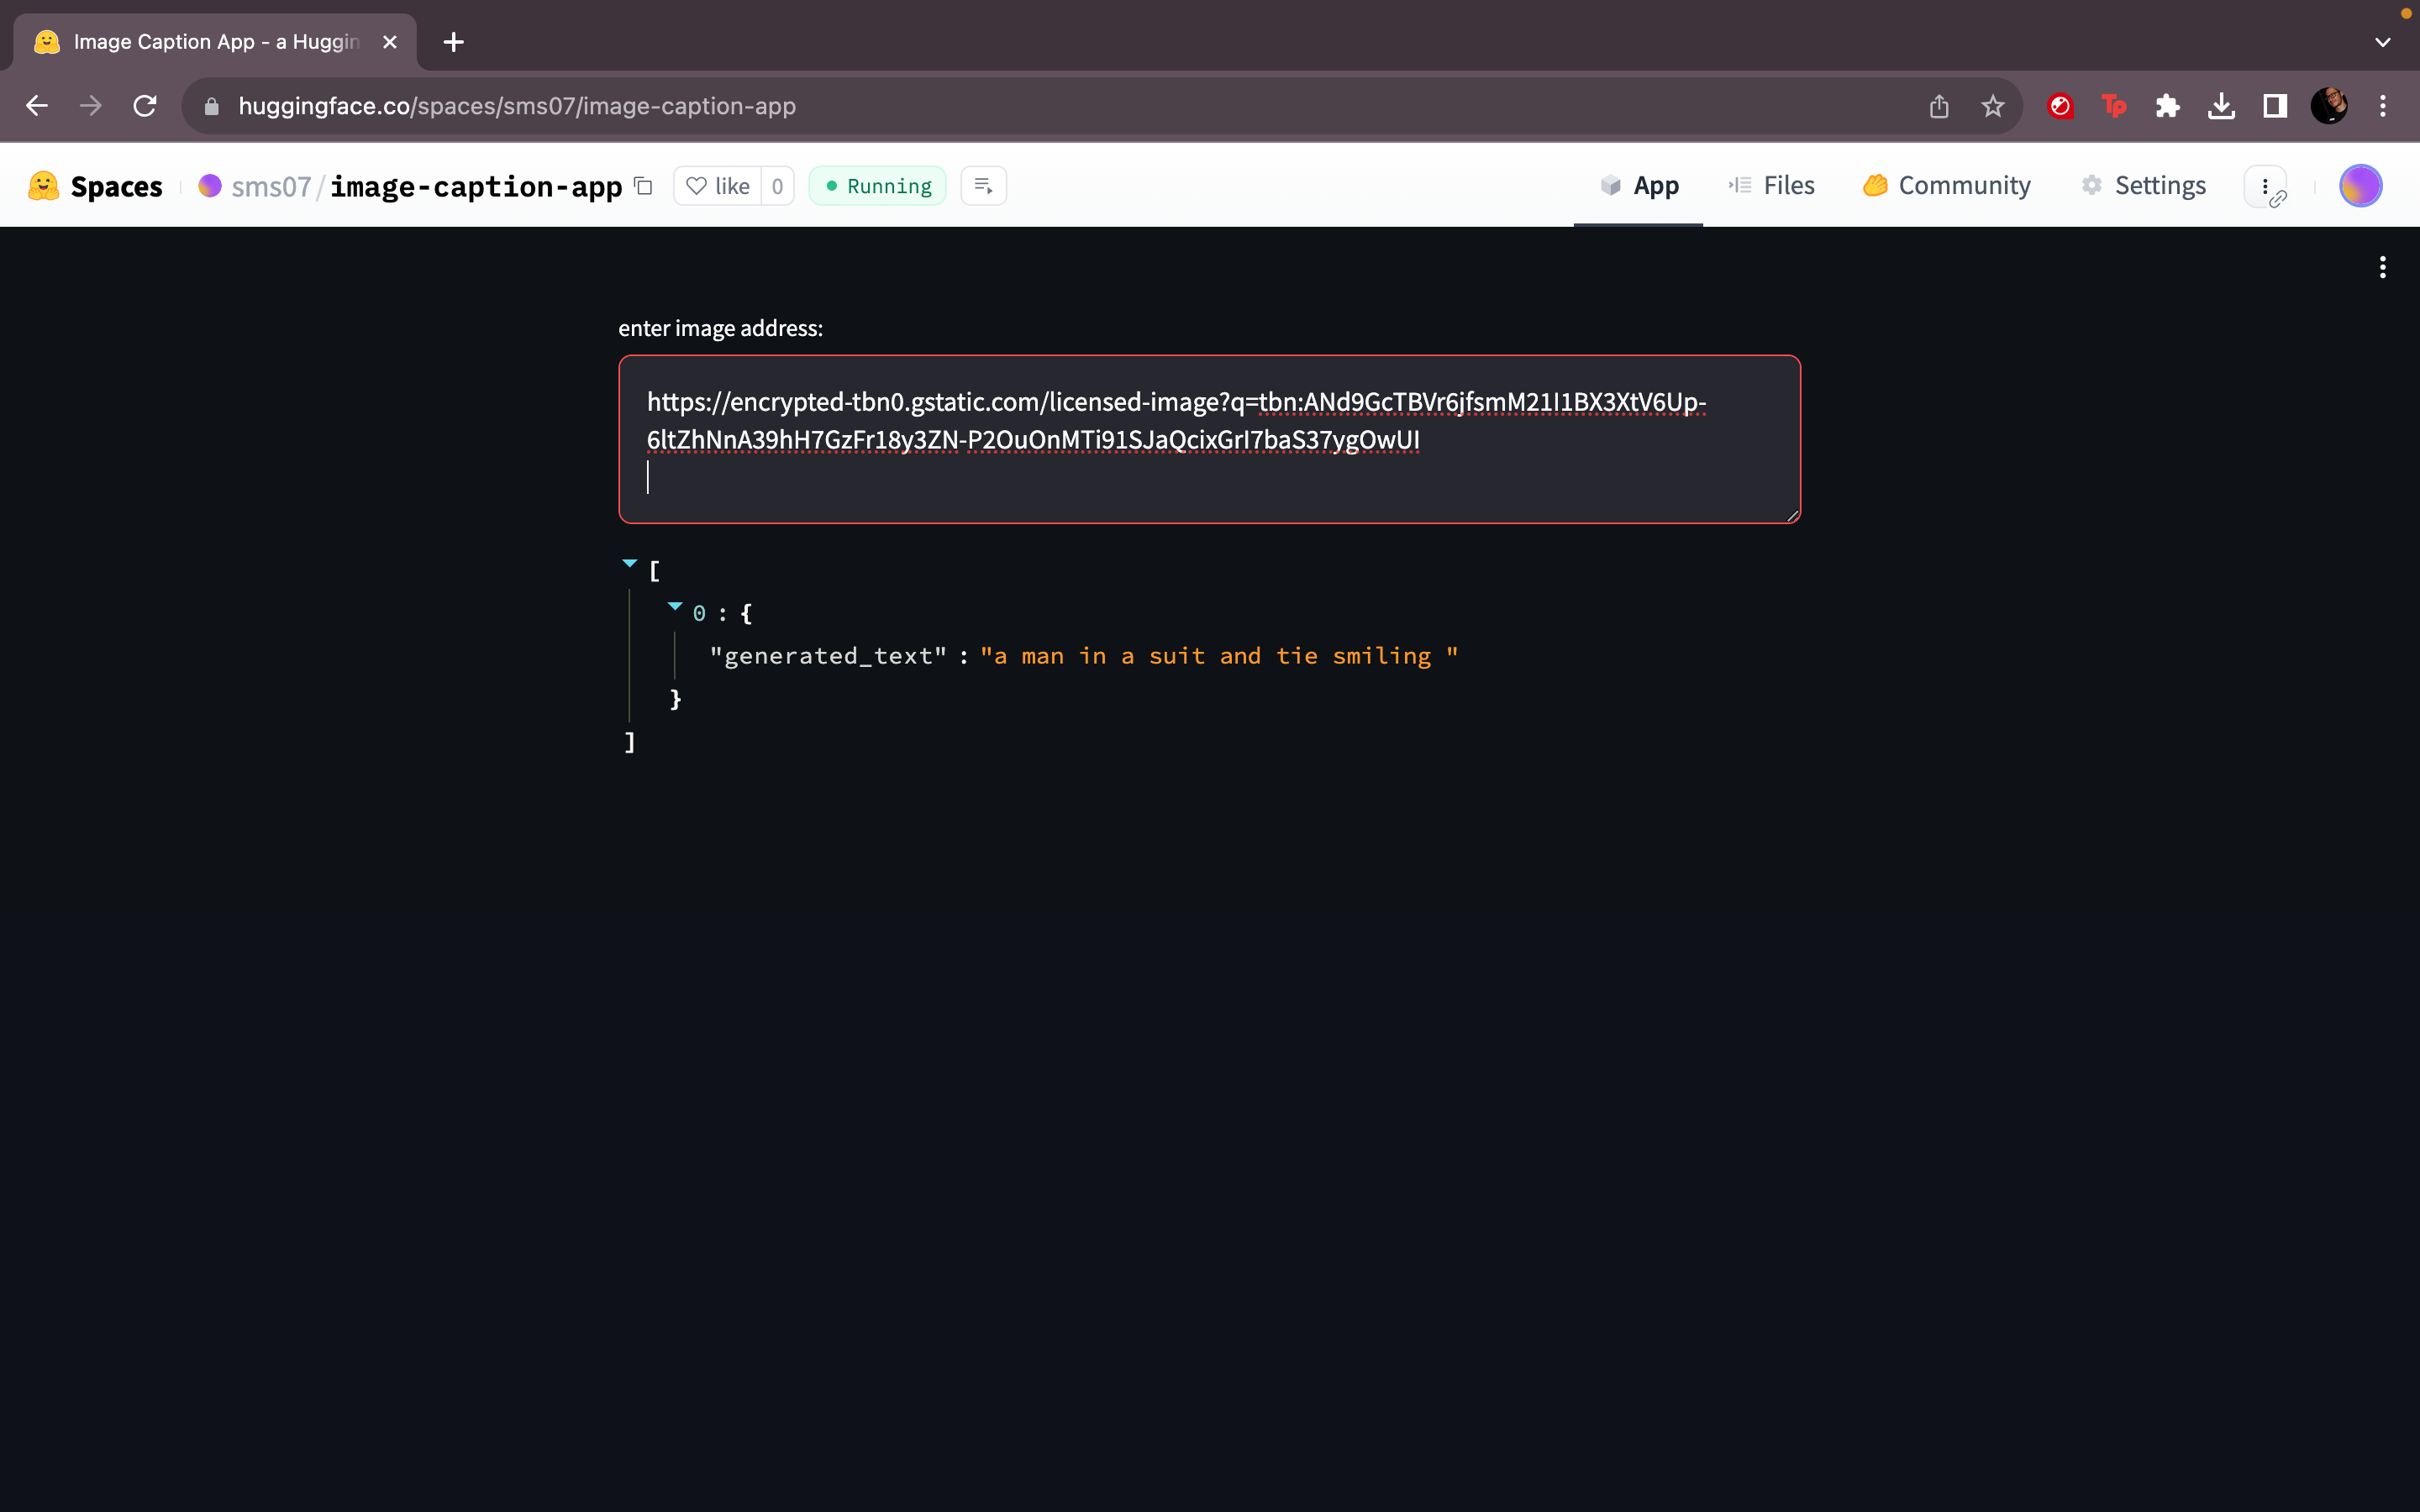 Image Caption App - a Huggin
huggingface.co/spaces/sms07/image-caption-app
Tp
Spaces sms07/image-caption-app like 0 Running App Files Community Settings
enter image address:
https://encrypted-tbn0.gstatic.com/licensed-image?q=tbn:ANd9GcTBVr6jfsmM21I1BX3XtV6Up-
6ltZhNnA39hH7GzFr18y3ZN-P2OuOnMTi91SJaQcixGrI7baS37ygOwUI
[
0 : {
"generated_text" : "a man in a suit and tie smiling "
}
]